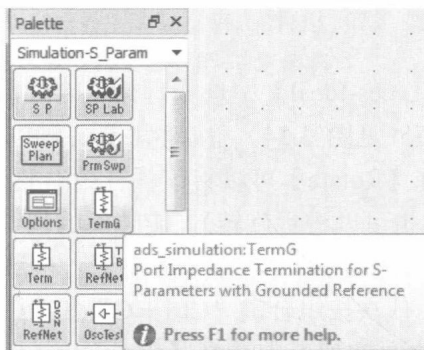 Palette
Simulation-S_Param
S P
SP Lab
Sweep
Plan
PrmSwp
Options
TermG
Term
RefNet
RefNet
D
S
N
OscTest
ads_simulation:TermG
Port Impedance Termination for S-
Parameters with Grounded Reference
Press F1 for more help.